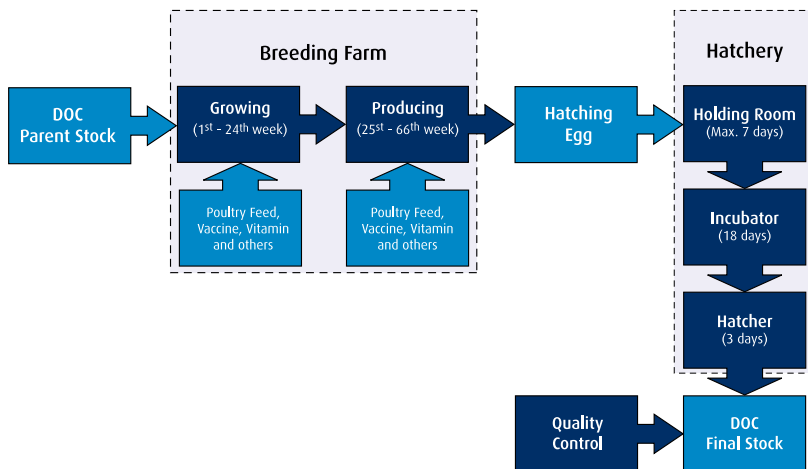 Breeding Farm
Hatchery
DOC
Parent Stock
Growing
(1st - 24th week)
Producing
(25st - 66th week)
Hatching
Egg
Holding Room
(Max. 7 days)
Poultry Feed,
Vaccine, Vitamin
and others
Poultry Feed,
Vaccine, Vitamin
and others
Incubator
(18 days)
Hatcher
(3 days)
Quality
Control
DOC
Final Stock